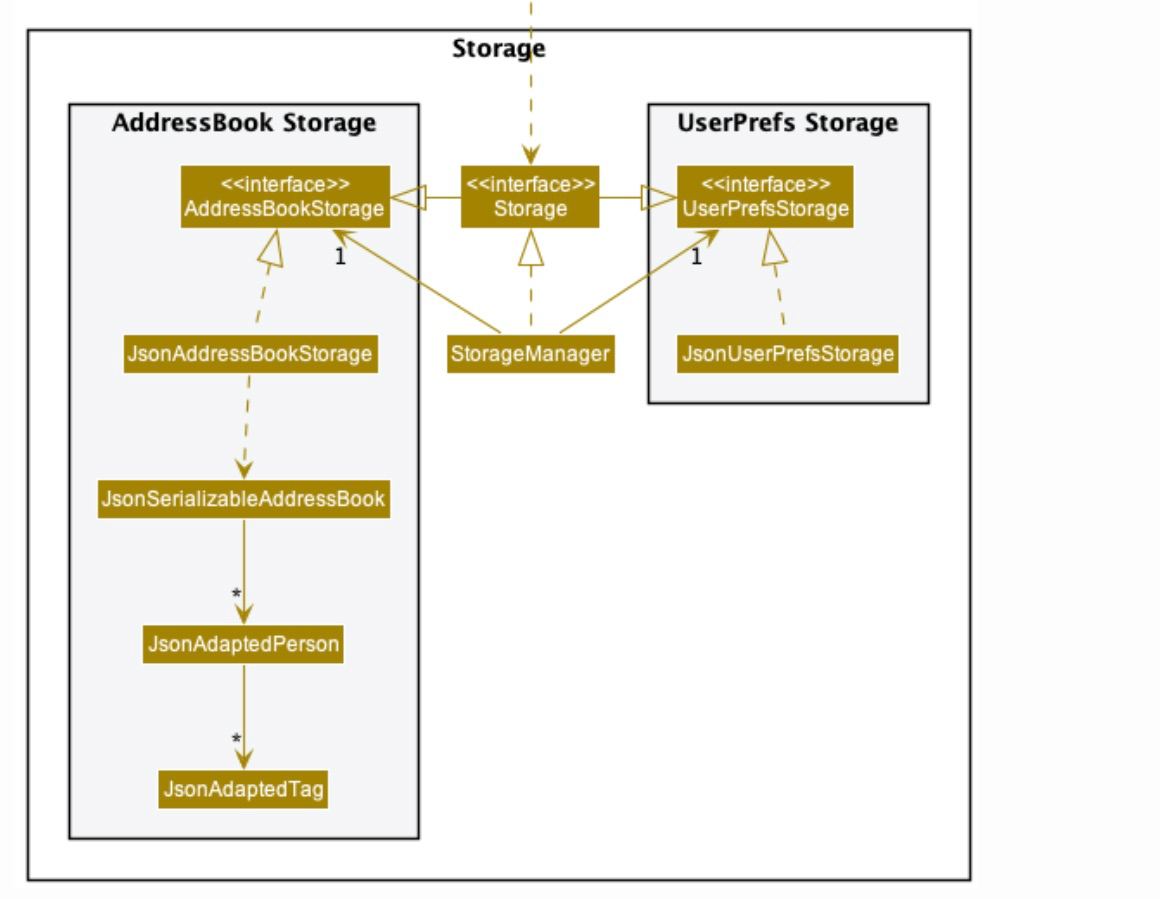 Storage
AddressBook Storage
UserPrefs Storage
<<interface>>
AddressBookStorage
<<interface>>
Storage
<<interface>>
UserPrefsStorage
1
1
JsonAddressBookStorage
StorageManager
JsonUserPrefsStorage
JsonSerializableAddressBook
*
JsonAdaptedPerson
*
JsonAdaptedTag